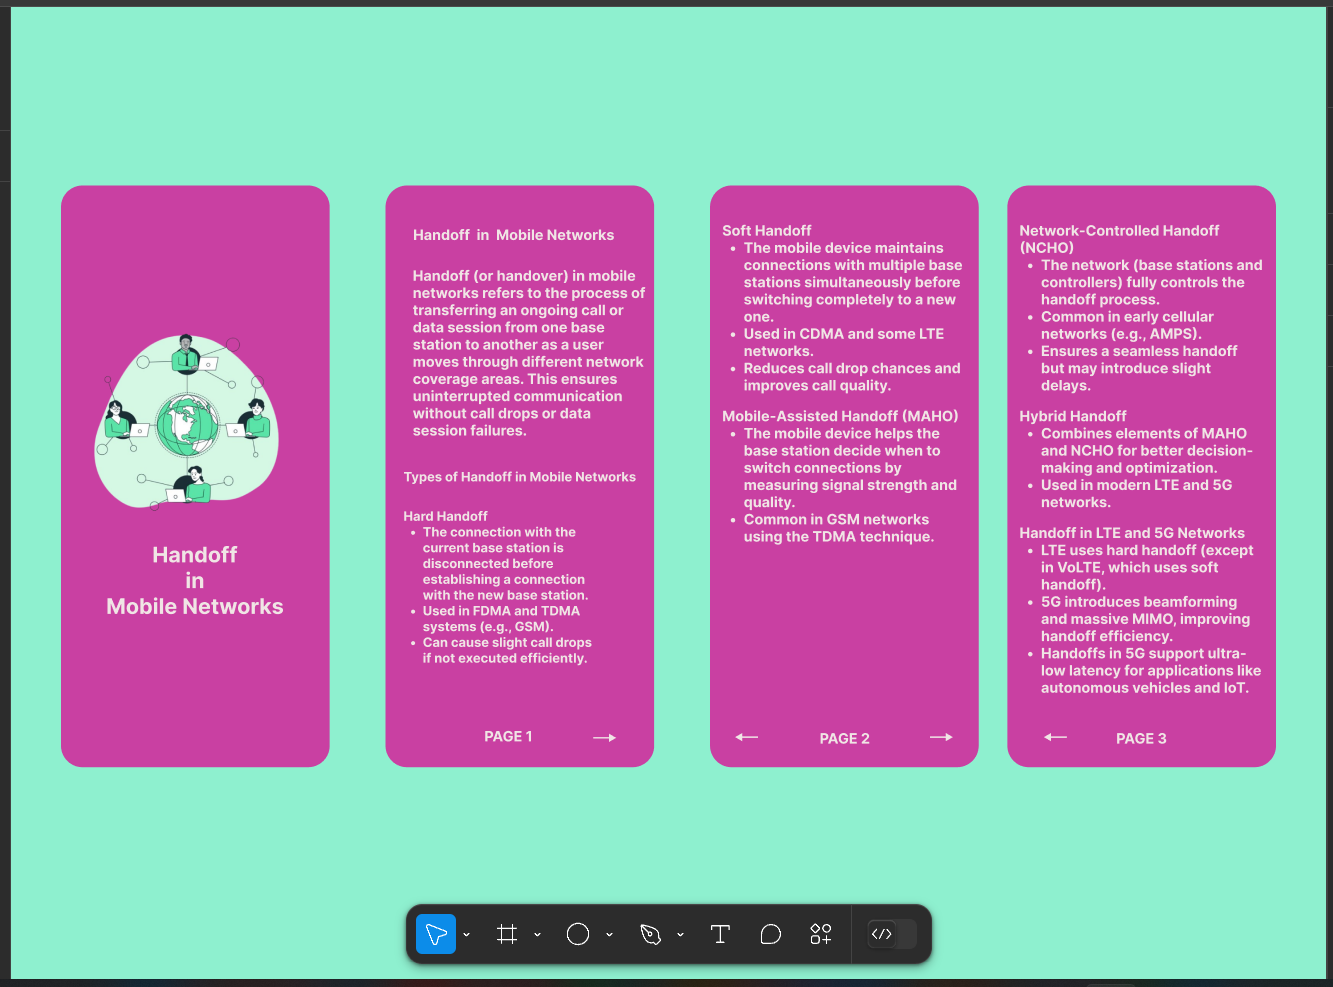 Handoff
in
Mobile Networks
Handoff in Mobile Networks
Handoff (or handover) in mobile
networks refers to the process of
transferring an ongoing call or
data session from one base
station to another as a user
moves through different network
coverage areas. This ensures
uninterrupted communication
without call drops or data
session failures.
Types of Handoff in Mobile Networks
Hard Handoff
• The connection with the
current base station is
disconnected before
establishing a connection
with the new base station.
• Used in FDMA and TDMA
systems (e.g., GSM).
• Can cause slight call drops
if not executed efficiently.
PAGE 1
Soft Handoff
• The mobile device maintains
connections with multiple base
stations simultaneously before
switching completely to a new
one.
• Used in CDMA and some LTE
networks.
• Reduces call drop chances and
improves call quality.
Mobile-Assisted Handoff (MAHO)
• The mobile device helps the
base station decide when to
switch connections by
measuring signal strength and
quality.
• Common in GSM networks
using the TDMA technique.
PAGE 2
Network-Controlled Handoff
(NCHO)
• The network (base stations and
controllers) fully controls the
handoff process.
• Common in early cellular
networks (e.g., AMPS).
• Ensures a seamless handoff
but may introduce slight
delays.
Hybrid Handoff
• Combines elements of MAHO
and NCHO for better decision-
making and optimization.
• Used in modern LTE and 5G
networks.
Handoff in LTE and 5G Networks
• LTE uses hard handoff (except
in VoLTE, which uses soft
handoff).
• 5G introduces beamforming
and massive MIMO, improving
handoff efficiency.
• Handoffs in 5G support ultra-
low latency for applications like
autonomous vehicles and IoT.
PAGE 3